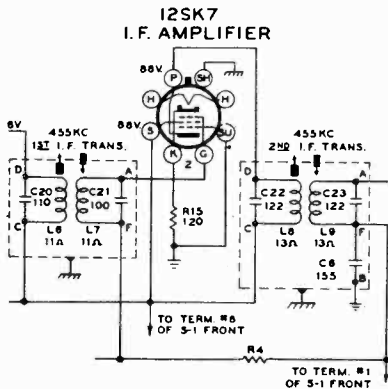 12SK7
I.F. AMPLIFIER
88V.
P
SH
H
H
88V.
S
SU
K
2
G
6V
455KC
1ST I.F. TRANS.
D
A
C20
110
C21
100
C
F
L6
11Ω
L7
11Ω
R15
120
455KC
2ND I.F. TRANS.
D
A
C22
122
C23
122
C
F
L8
13Ω
L9
13Ω
C6
155
B
TO TERM. #8
OF S-1 FRONT
R4
TO TERM. #1
OF S-1 FRONT